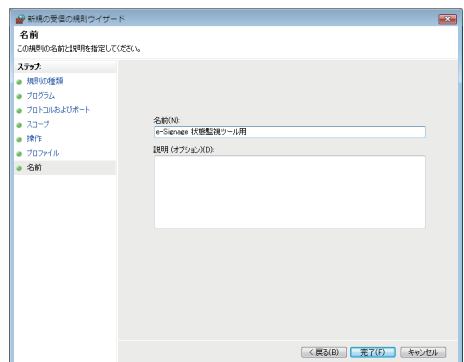 新規の受信の規則ウィザード
名前
この規則の名前と説明を指定してください。
ステップ:
規則の種類
プログラム
プロトコルおよびポート
スコープ
操作
プロファイル
名前
名前(N):
e-Signage 状態監視ツール用
説明 (オプション)(D):
< 戻る(B)
完了(F)
キャンセル